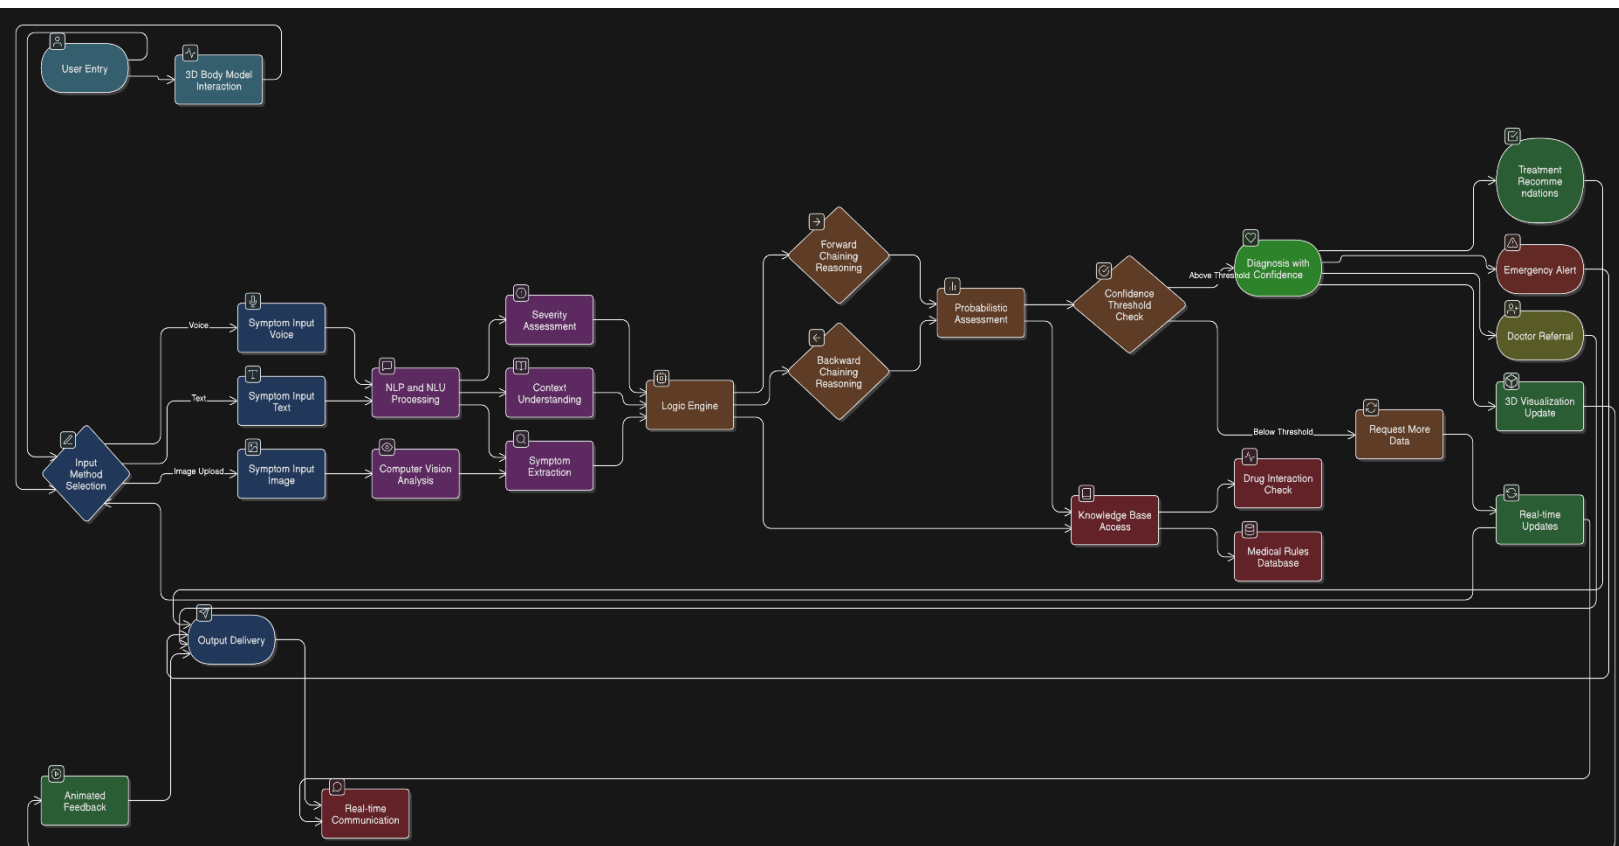 User Entry
3D Body Model
Interaction
Treatment
Recomme
ndations
Forward
Chaining
Reasoning
Above Threshold
Diagnosis with
Confidence
Emergency Alert
Confidence
Threshold
Check
Voice
Symptom Input
Voice
Severity
Assessment
Probabilistic
Assessment
Doctor Referral
Backward
Chaining
Reasoning
NLP and NLU
Processing
Context
Understanding
Logic Engine
Text
Symptom Input
Text
3D Visualization
Update
Below Threshold
Request More
Data
Input
Method
Selection
Image Upload
Symptom Input
Image
Computer Vision
Analysis
Symptom
Extraction
Drug Interaction
Check
Knowledge Base
Access
Real-time
Updates
Medical Rules
Database
Output Delivery
Animated
Feedback
Real-time
Communication